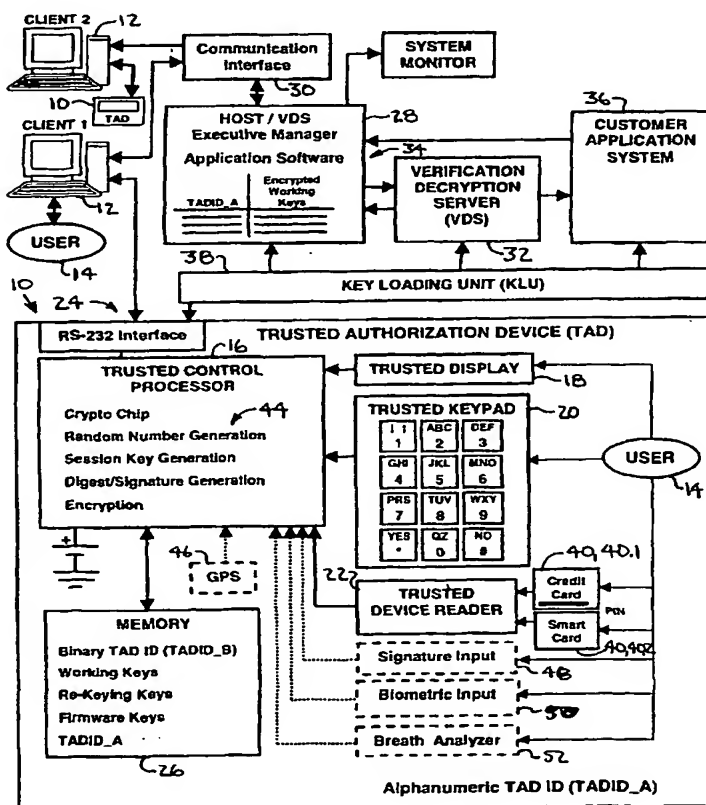 CLIENT 2
12
10
TAD
CLIENT 1
12
USER
14
Communication
Interface
30
SYSTEM
MONITOR
HOST / VDS
Executive Manager
Application Software
28
34
TADID_A
Encrypted
Working
Keys
VERIFICATION
DECRYPTION
SERVER
(VDS)
32
36
CUSTOMER
APPLICATION
SYSTEM
38
KEY LOADING UNIT (KLU)
10
24
RS-232 Interface
TRUSTED AUTHORIZATION DEVICE (TAD)
16
TRUSTED CONTROL
PROCESSOR
Crypto Chip
44
Random Number Generation
Session Key Generation
Digest/Signature Generation
Encryption
TRUSTED DISPLAY
18
TRUSTED KEYPAD
20
1
ABC
2
DEF
3
GHI
4
JKL
5
MNO
6
PRS
7
TUV
8
WXY
9
YES
*
QZ
0
NO
#
USER
14
+
46
GPS
222
TRUSTED
DEVICE READER
40, 40.1
Credit
Card
PIN
Smart
Card
40, 402
MEMORY
Binary TAD ID (TADID_B)
Working Keys
Re-Keying Keys
Firmware Keys
TADID_A
26
Signature Input
48
Biometric Input
50
Breath Analyzer
52
Alphanumeric TAD ID (TADID_A)